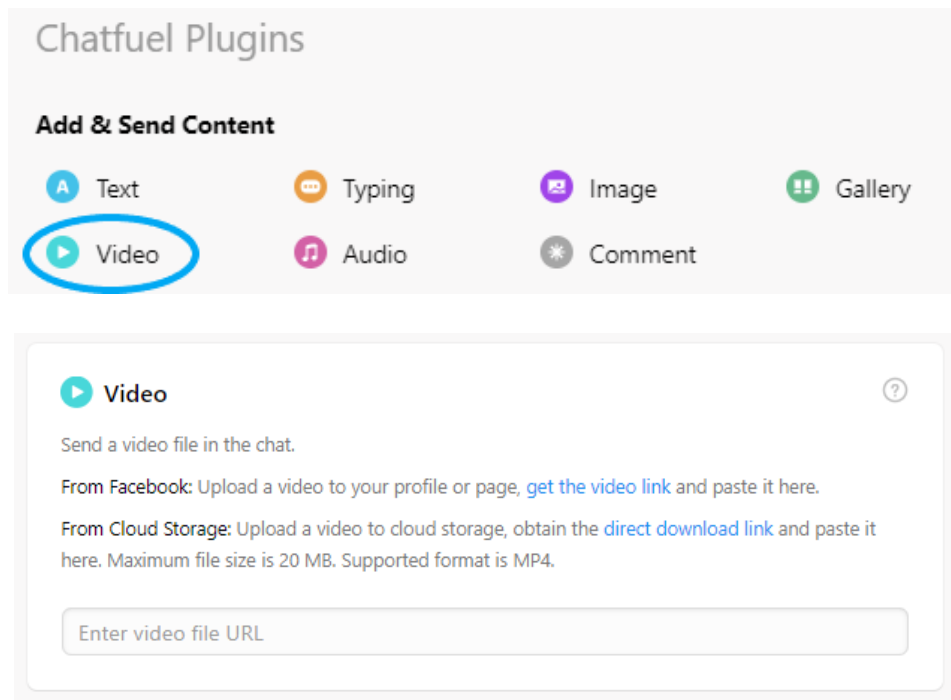 Chatfuel Plugins
Add & Send Content
A Text Typing Image Gallery
Video Audio Comment
Video ?
Send a video file in the chat.
From Facebook: Upload a video to your profile or page, get the video link and paste it here.
From Cloud Storage: Upload a video to cloud storage, obtain the direct download link and paste it
here. Maximum file size is 20 MB. Supported format is MP4.
Enter video file URL